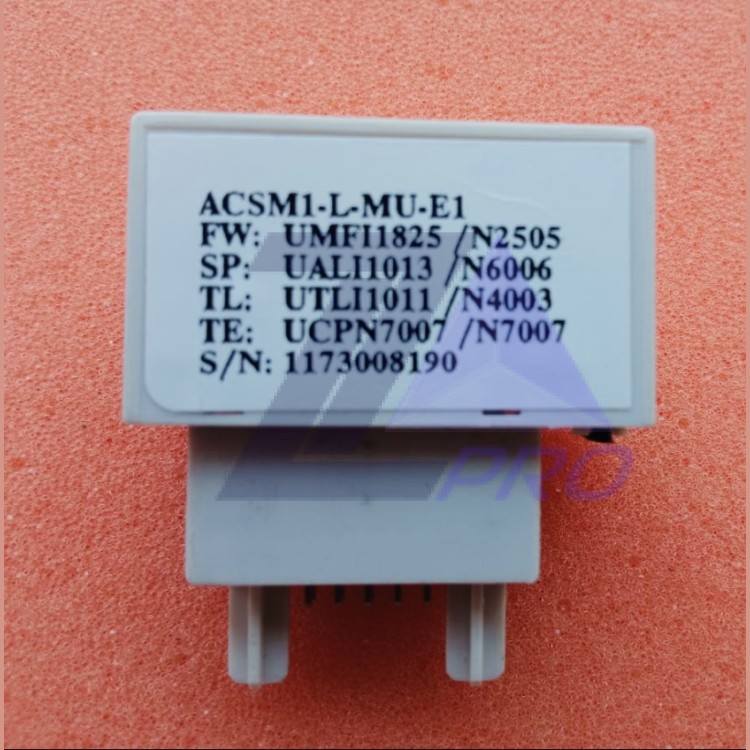 ACSM1-L-MU-E1
FW: UMFI1825 /N2505
SP: UALI1013 /N6006
TL: UTLI1011 /N4003
TE: UCPN7007 /N7007
S/N: 1173008190
PRO